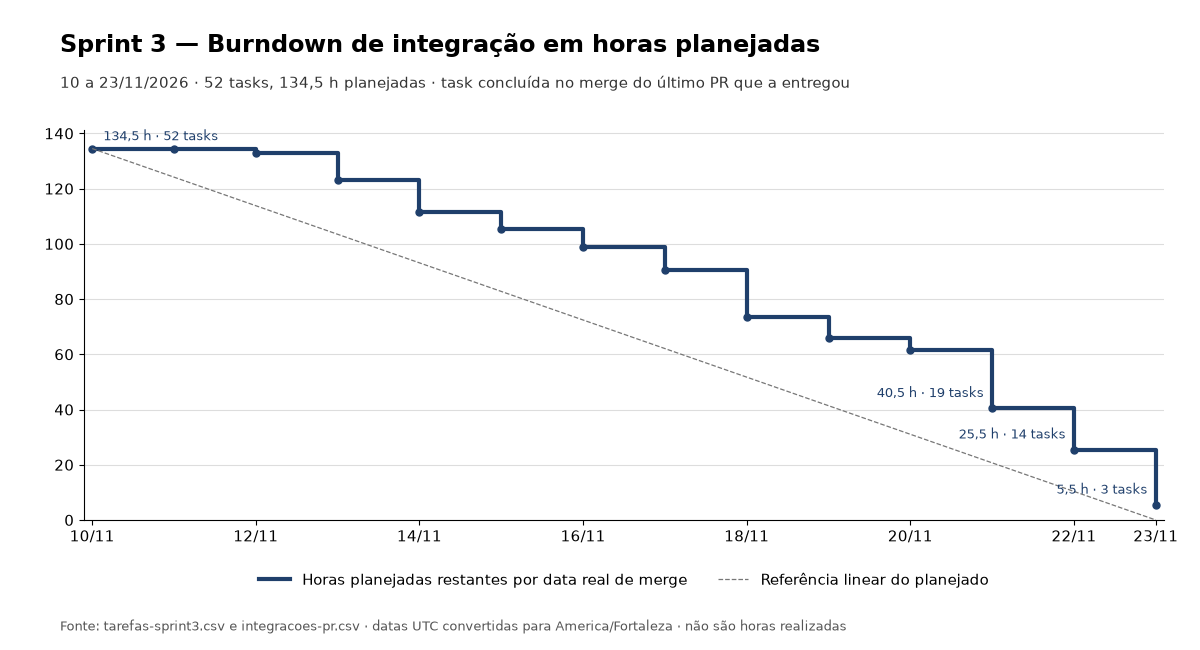 Sprint 3 — Burndown de integração em horas planejadas
10 a 23/11/2026 · 52 tasks, 134,5 h planejadas · task concluída no merge do último PR que a entregou
140
134,5 h · 52 tasks
120
100
80
60
40,5 h · 19 tasks
40
25,5 h · 14 tasks
20
5,5 h · 3 tasks
0
10/11 12/11 14/11 16/11 18/11 20/11 22/11 23/11
Horas planejadas restantes por data real de merge Referência linear do planejado
Fonte: tarefas-sprint3.csv e integracoes-pr.csv · datas UTC convertidas para America/Fortaleza · não são horas realizadas